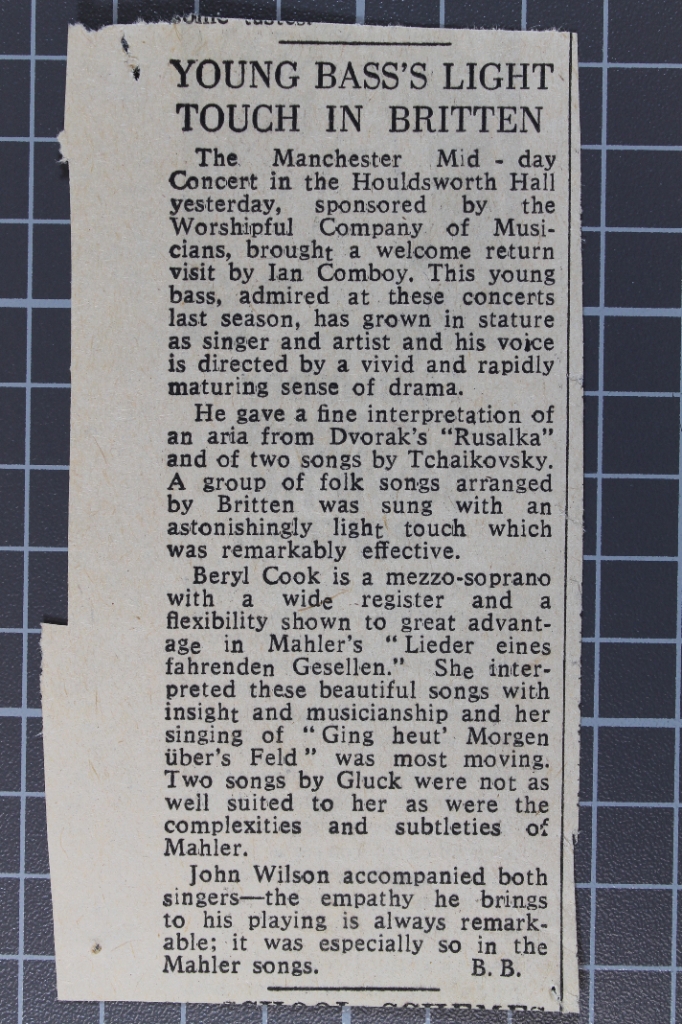 some tastes.
YOUNG BASS'S LIGHT
TOUCH IN BRITTEN
The Manchester Mid - day
Concert in the Houldsworth Hall
yesterday, sponsored by the
Worshipful Company of Musi-
cians, brought a welcome return
visit by Ian Comboy. This young
bass, admired at these concerts
last season, has grown in stature
as singer and artist and his voice
is directed by a vivid and rapidly
maturing sense of drama.
He gave a fine interpretation of
an aria from Dvorak's "Rusalka"
and of two songs by Tchaikovsky.
A group of folk songs arranged
by Britten was sung with an
astonishingly light touch which
was remarkably effective.
Beryl Cook is a mezzo-soprano
with a wide register and a
flexibility shown to great advant-
age in Mahler's "Lieder eines
fahrenden Gesellen." She inter-
preted these beautiful songs with
insight and musicianship and her
singing of "Ging heut' Morgen
über's Feld" was most moving.
Two songs by Gluck were not as
well suited to her as were the
complexities and subtleties of
Mahler.
John Wilson accompanied both
singers—the empathy he brings
to his playing is always remark-
able; it was especially so in the
Mahler songs. B. B.
SCHOOL SCHEMES